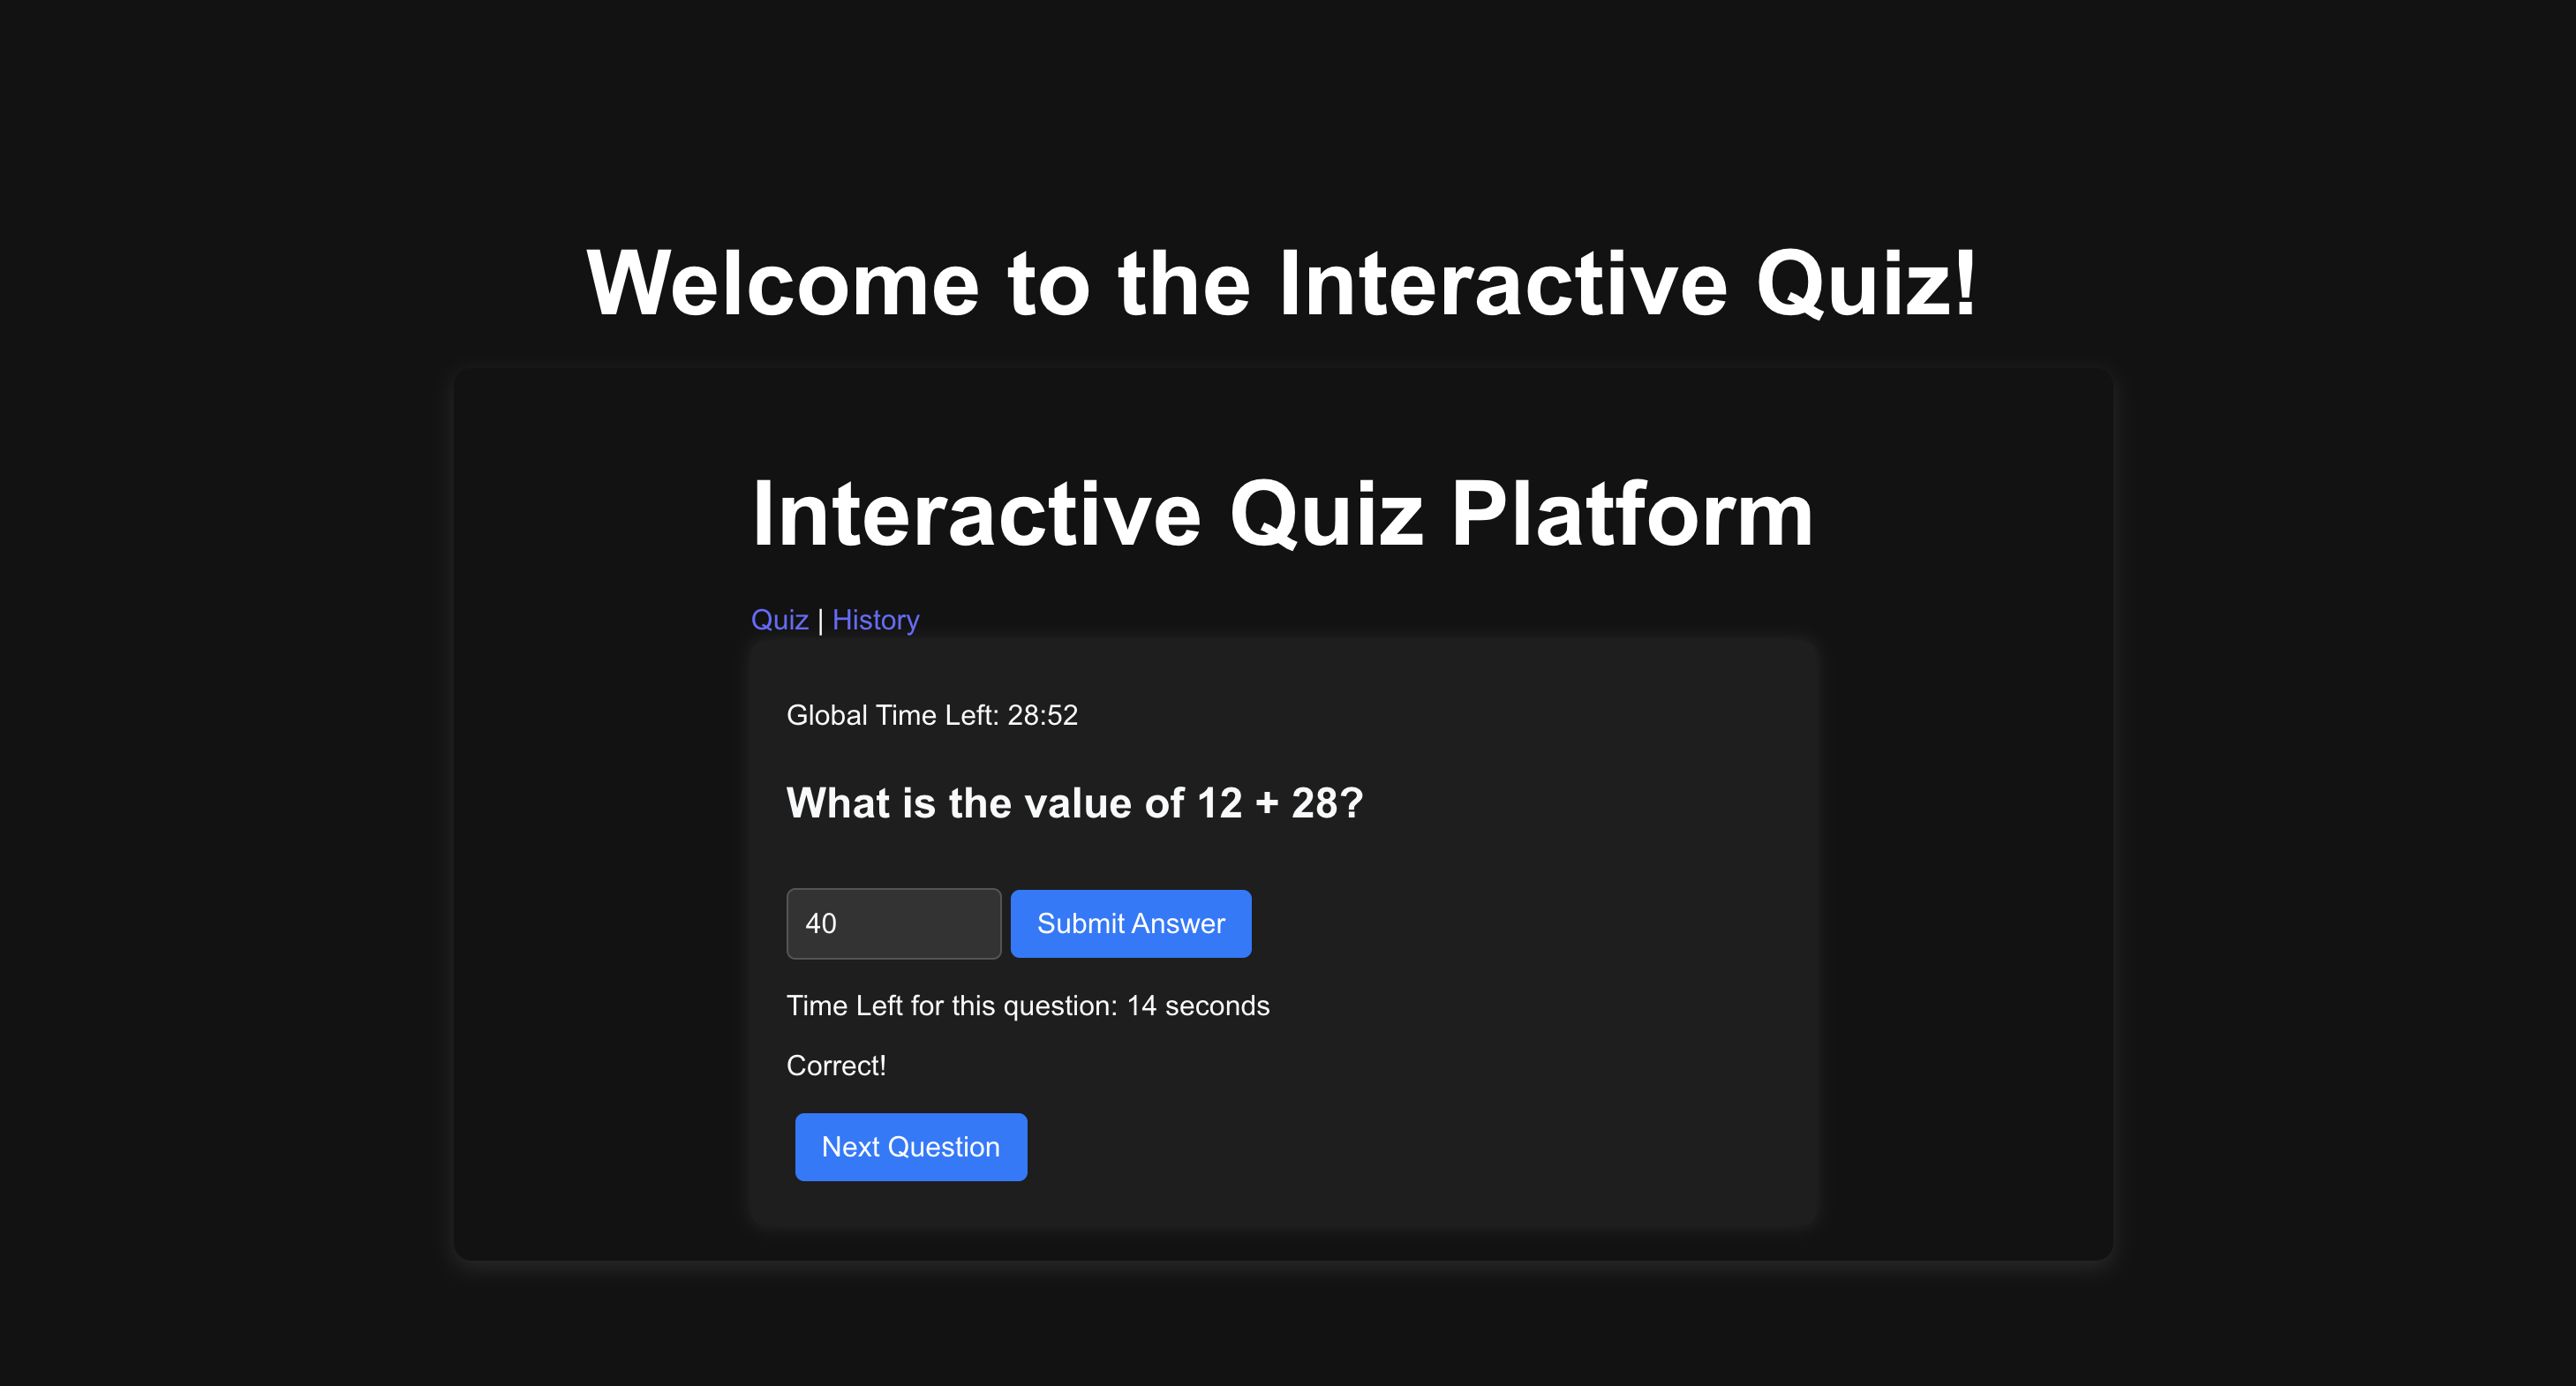 Welcome to the Interactive Quiz!
Interactive Quiz Platform
Quiz | History
Global Time Left: 28:52
What is the value of 12 + 28?
40 Submit Answer
Time Left for this question: 14 seconds
Correct!
Next Question